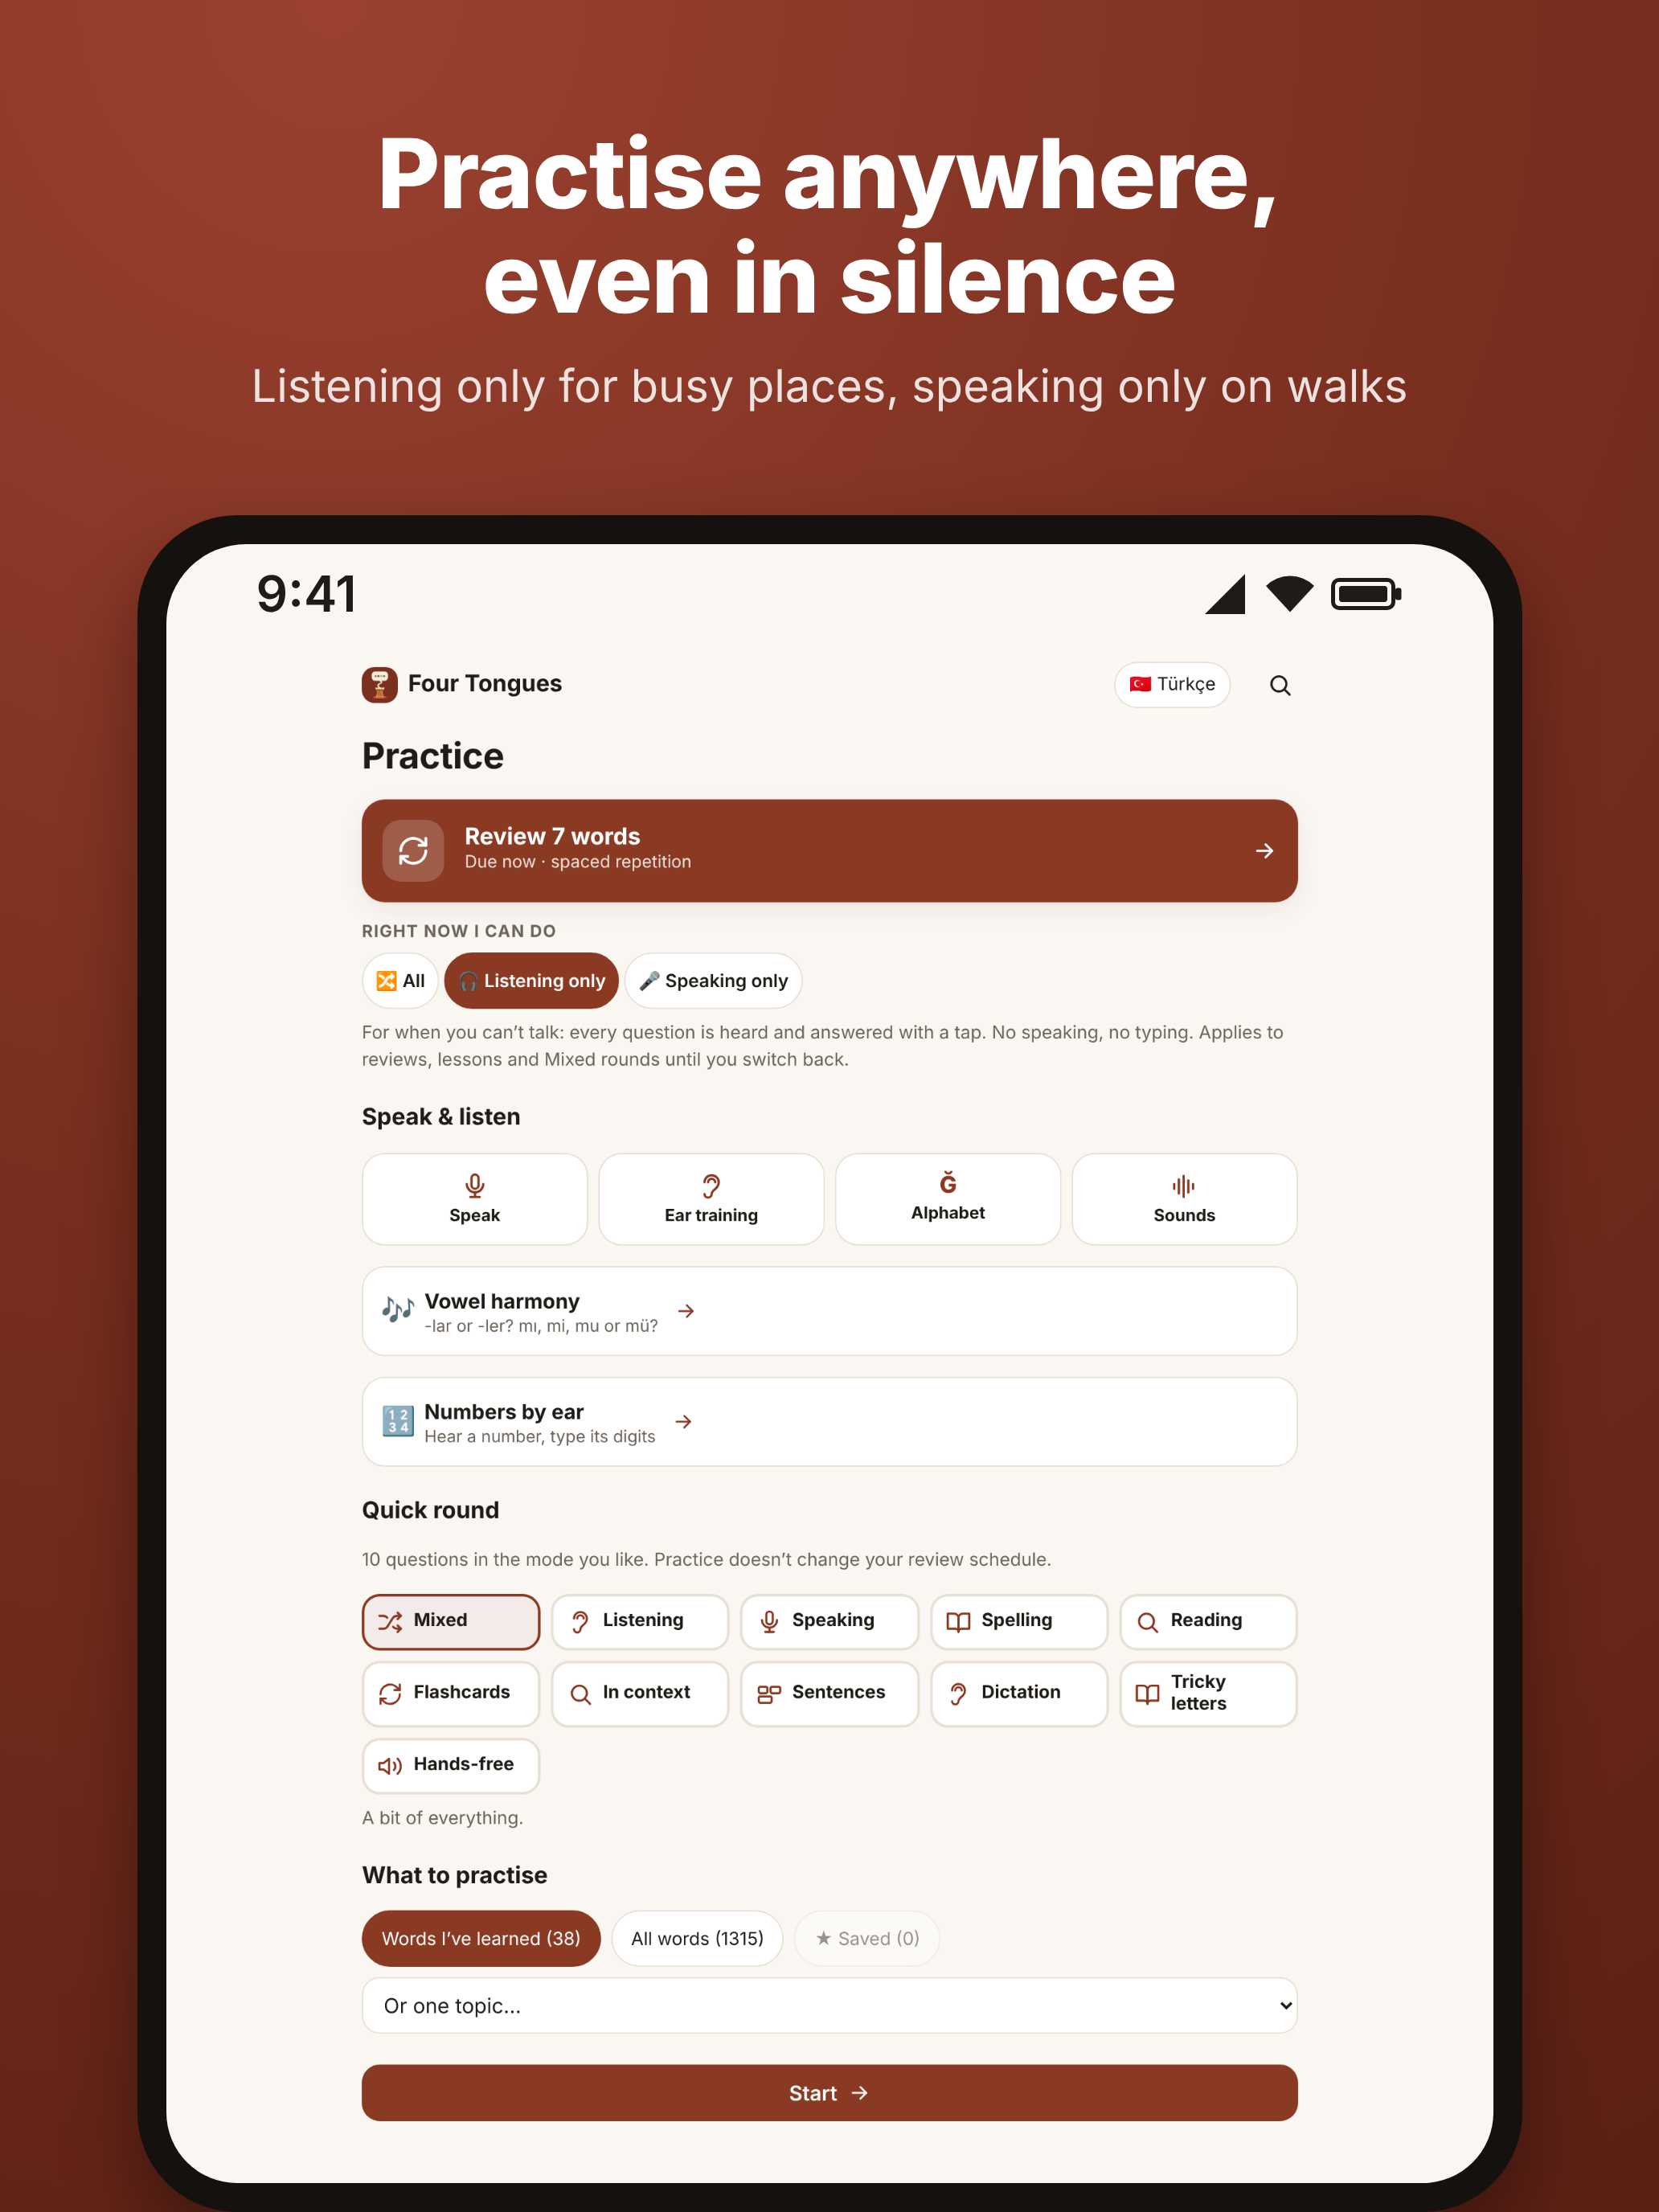 Practise anywhere,
even in silence
Listening only for busy places, speaking only on walks
9:41
Four Tongues
🇹🇷 Türkçe
Practice
Review 7 words
Due now · spaced repetition
RIGHT NOW I CAN DO
🔀 All
🎧 Listening only
🎤 Speaking only
For when you can’t talk: every question is heard and answered with a tap. No speaking, no typing. Applies to
reviews, lessons and Mixed rounds until you switch back.
Speak & listen
Speak
Ear training
Ğ
Alphabet
Sounds
Vowel harmony
-lar or -ler? mı, mi, mu or mü?
1 2
3 4
Numbers by ear
Hear a number, type its digits
Quick round
10 questions in the mode you like. Practice doesn’t change your review schedule.
Mixed
Listening
Speaking
Spelling
Reading
Flashcards
In context
Sentences
Dictation
Tricky
letters
Hands-free
A bit of everything.
What to practise
Words I’ve learned (38)
All words (1315)
★ Saved (0)
Or one topic…
Start →